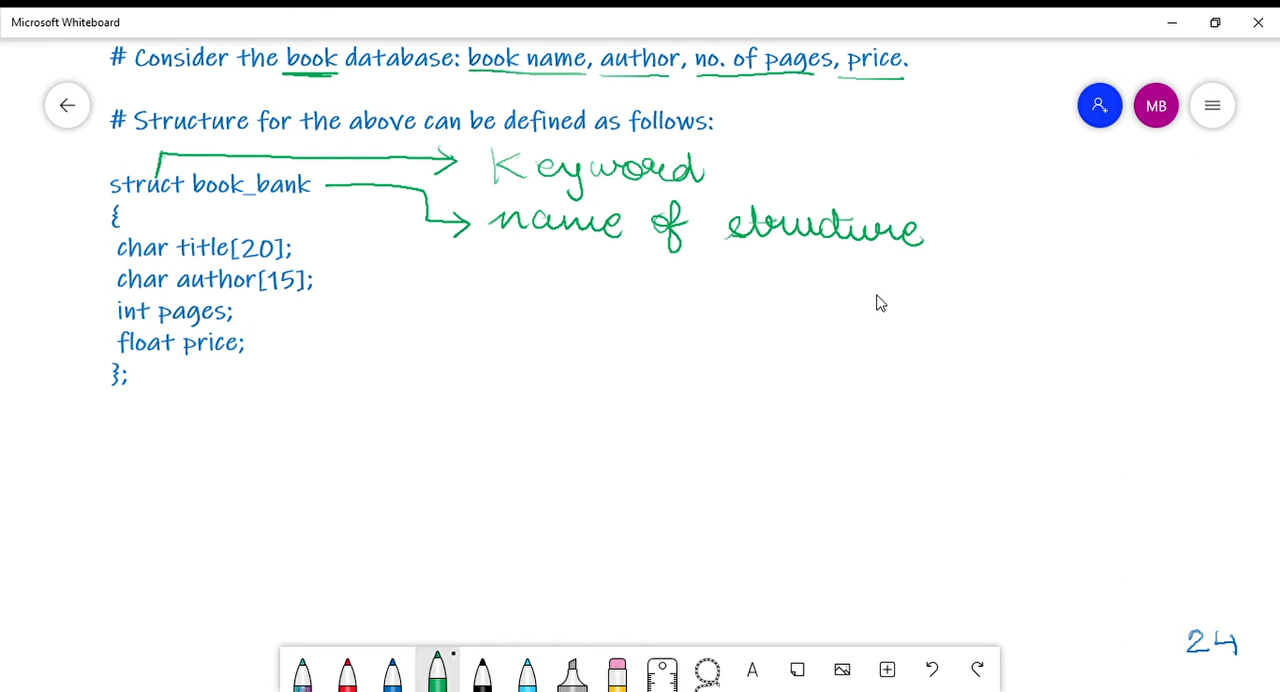 Microsoft Whiteboard
# Consider the book database: book name, author, no. of pages, price.
MB
# Structure for the above can be defined as follows:
Keyword
struct book_bank
name of structure
{
char title[20];
char author[15];
int pages;
float price;
};
24
A